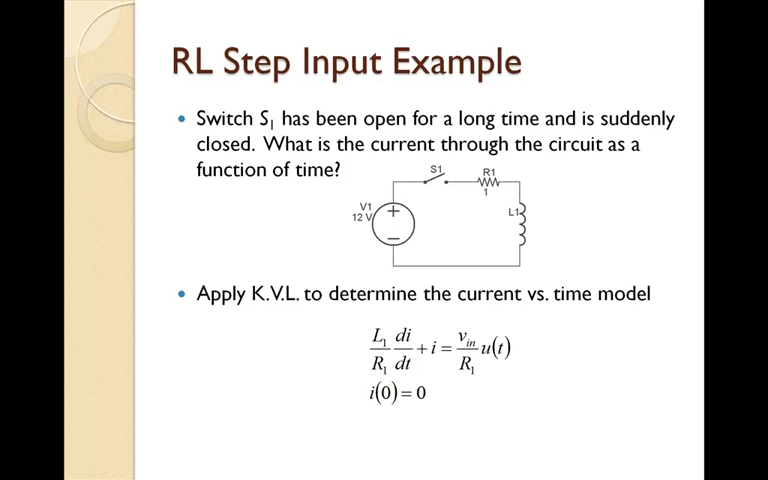 RL Step Input Example
• Switch S₁ has been open for a long time and is suddenly
closed. What is the current through the circuit as a
function of time?
S1
R1
1
V1
12 V
+
−
L1
• Apply K.V.L. to determine the current vs. time model
L₁/R₁ di/dt + i = v_in/R₁ u(t)
i(0) = 0